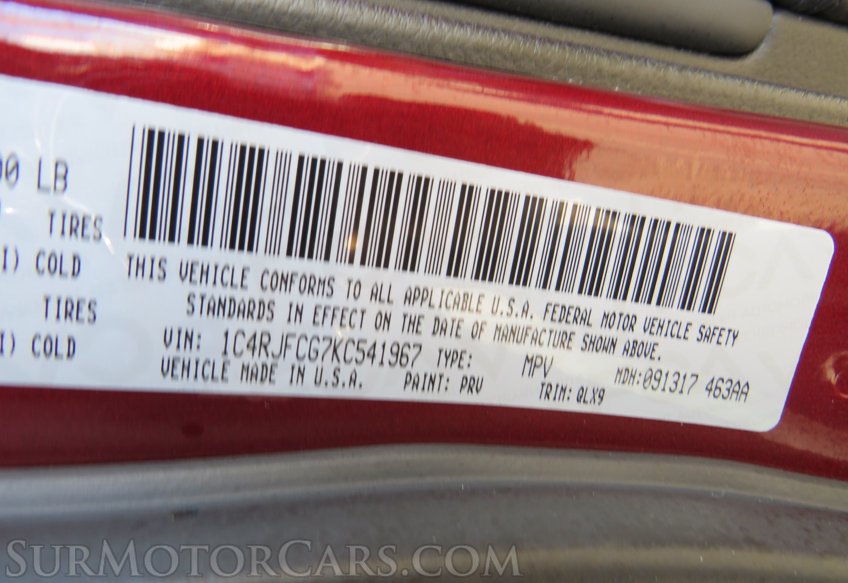 00 LB
TIRES
I) COLD
TIRES
I) COLD
THIS VEHICLE CONFORMS TO ALL APPLICABLE U.S.A. FEDERAL MOTOR VEHICLE SAFETY
STANDARDS IN EFFECT ON THE DATE OF MANUFACTURE SHOWN ABOVE.
VIN: 1C4RJFCG7KC541967 TYPE: MPV MDH:091317 463AA
VEHICLE MADE IN U.S.A. PAINT: PRV TRIM: QLX9
SURMOTORCARS.COM